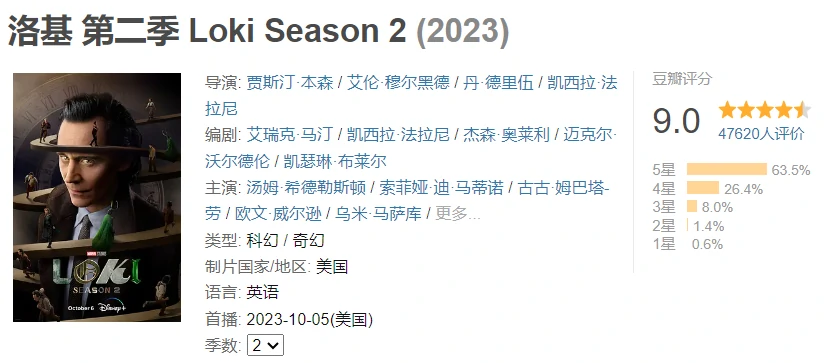 洛基 第二季 Loki Season 2 (2023)
MARVEL STUDIOS
LOKI
SEASON 2
October 6 Disney+
导演: 贾斯汀·本森 / 艾伦·穆尔黑德 / 丹·德里伍 / 凯西拉·法
拉尼
编剧: 艾瑞克·马汀 / 凯西拉·法拉尼 / 杰森·奥莱利 / 迈克尔·
沃尔德伦 / 凯瑟琳·布莱尔
主演: 汤姆·希德勒斯顿 / 索菲娅·迪·马蒂诺 / 古古·姆巴塔-
劳 / 欧文·威尔逊 / 乌米·马萨库 / 更多...
类型: 科幻 / 奇幻
制片国家/地区: 美国
语言: 英语
首播: 2023-10-05(美国)
季数: 2
豆瓣评分
9.0
47620人评价
5星 63.5%
4星 26.4%
3星 8.0%
2星 1.4%
1星 0.6%